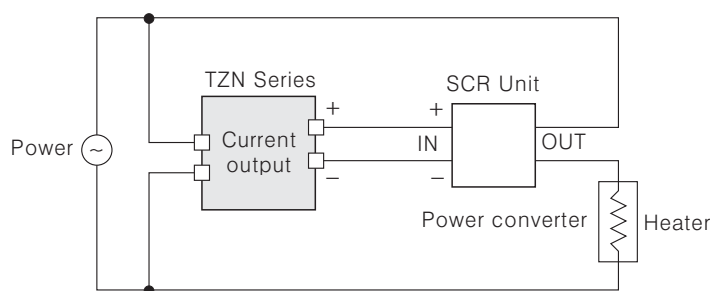 TZN Series
SCR Unit
+
+
Power
~
Current
output
IN
OUT
−
−
Power converter
Heater